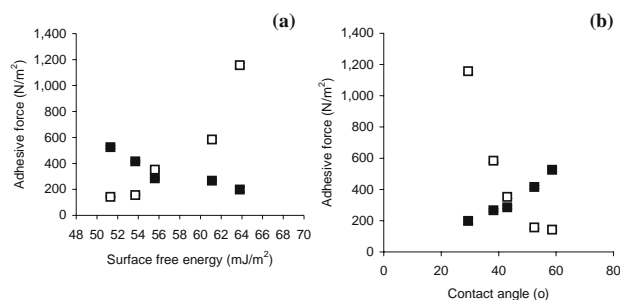 (a)
Adhesive force (N/m²)
1,400
1,200
1,000
800
600
400
200
0
48 50 52 54 56 58 60 62 64 66 68 70
Surface free energy (mJ/m²)
(b)
Adhesive force (N/m²)
1,400
1,200
1,000
800
600
400
200
0
0 20 40 60 80
Contact angle (o)